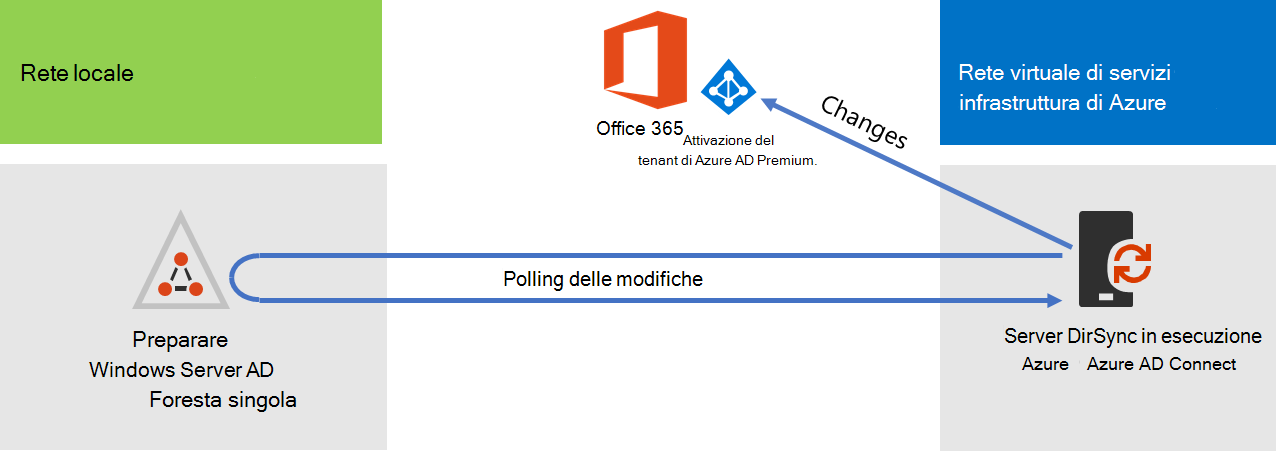 Rete locale
Office 365
Attivazione del
tenant di Azure AD Premium.
Changes
Rete virtuale di servizi
infrastruttura di Azure
Polling delle modifiche
Preparare
Windows Server AD
Foresta singola
Server DirSync in esecuzione
Azure Azure AD Connect